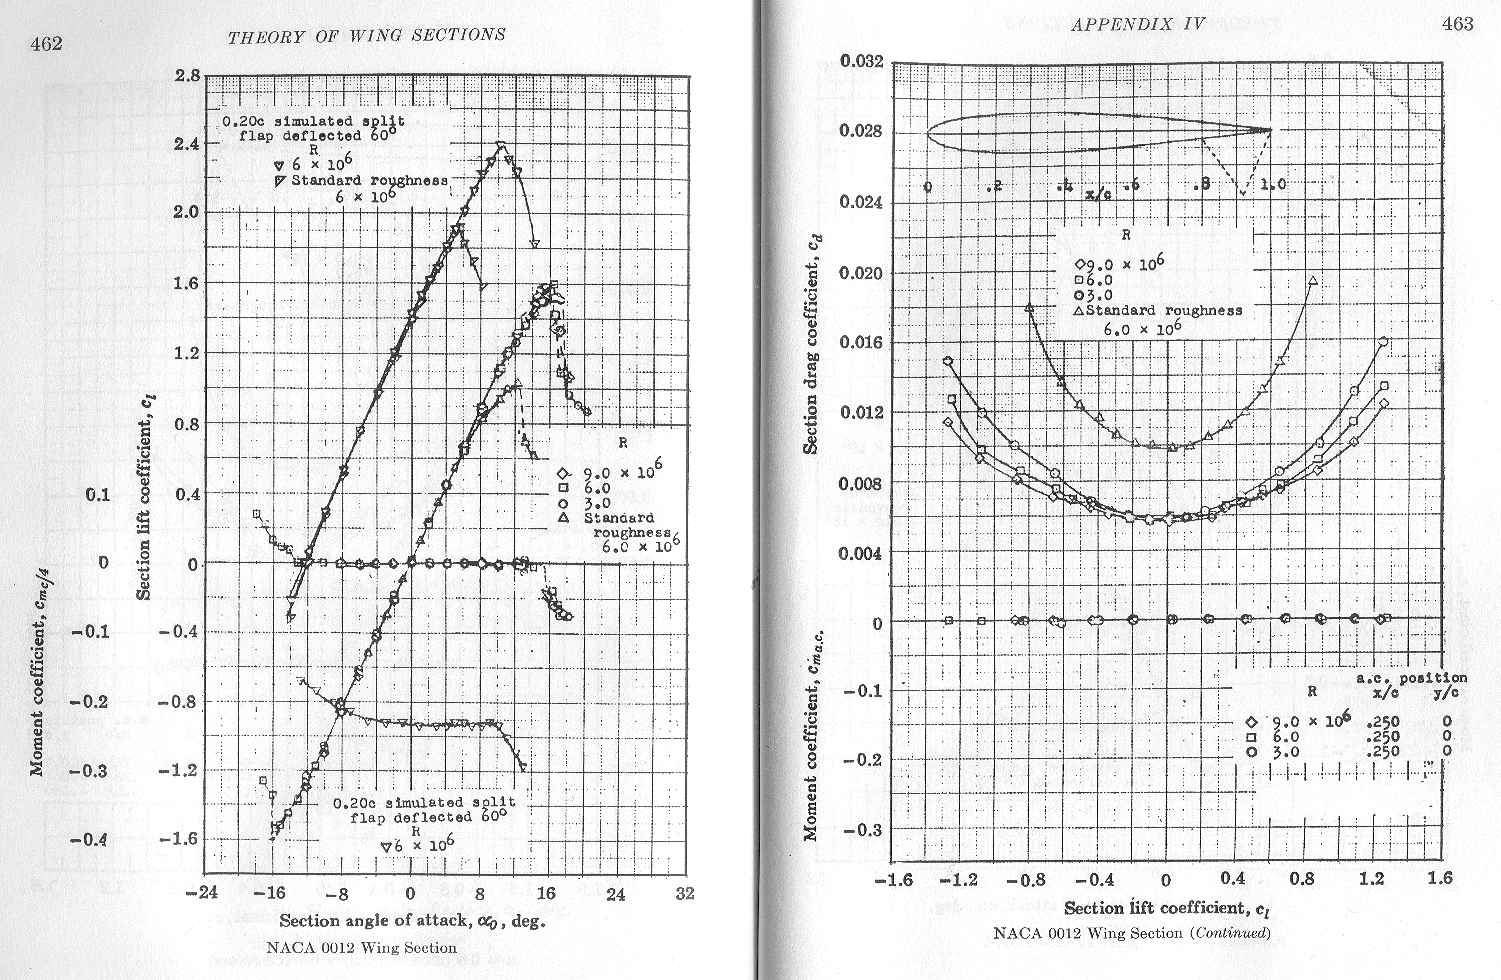 462
THEORY OF WING SECTIONS
2.8
2.4
2.0
1.6
1.2
0.8
0.4
0
-0.4
-0.8
-1.2
-1.6
0.1
0
-0.1
-0.2
-0.3
-0.4
Moment coefficient, cmc/4
Section lift coefficient, cl
0.20c simulated split
flap deflected 60°
R
▽ 6 × 10⁶
Standard roughness
6 × 10⁶
R
◇ 9.0 × 10⁶
□ 6.0
○ 3.0
△ Standard
roughness
6.0 × 10⁶
0.20c simulated split
flap deflected 60°
R
▽6 × 10⁶
-24 -16 -8 0 8 16 24 32
Section angle of attack, α₀, deg.
NACA 0012 Wing Section
APPENDIX IV
463
0.032
0.028
0.024
0.020
0.016
0.012
0.008
0.004
0
-0.1
-0.2
-0.3
Section drag coefficient, cd
Moment coefficient, cma.c.
0 .2 .4 .6 .8 1.0
x/c
R
◇9.0 × 10⁶
□6.0
○3.0
△Standard roughness
6.0 × 10⁶
a.c. position
R x/c y/c
◇ 9.0 × 10⁶ .250 0
□ 6.0 .250 0
○ 3.0 .250 0
-1.6 -1.2 -0.8 -0.4 0 0.4 0.8 1.2 1.6
Section lift coefficient, cl
NACA 0012 Wing Section (Continued)